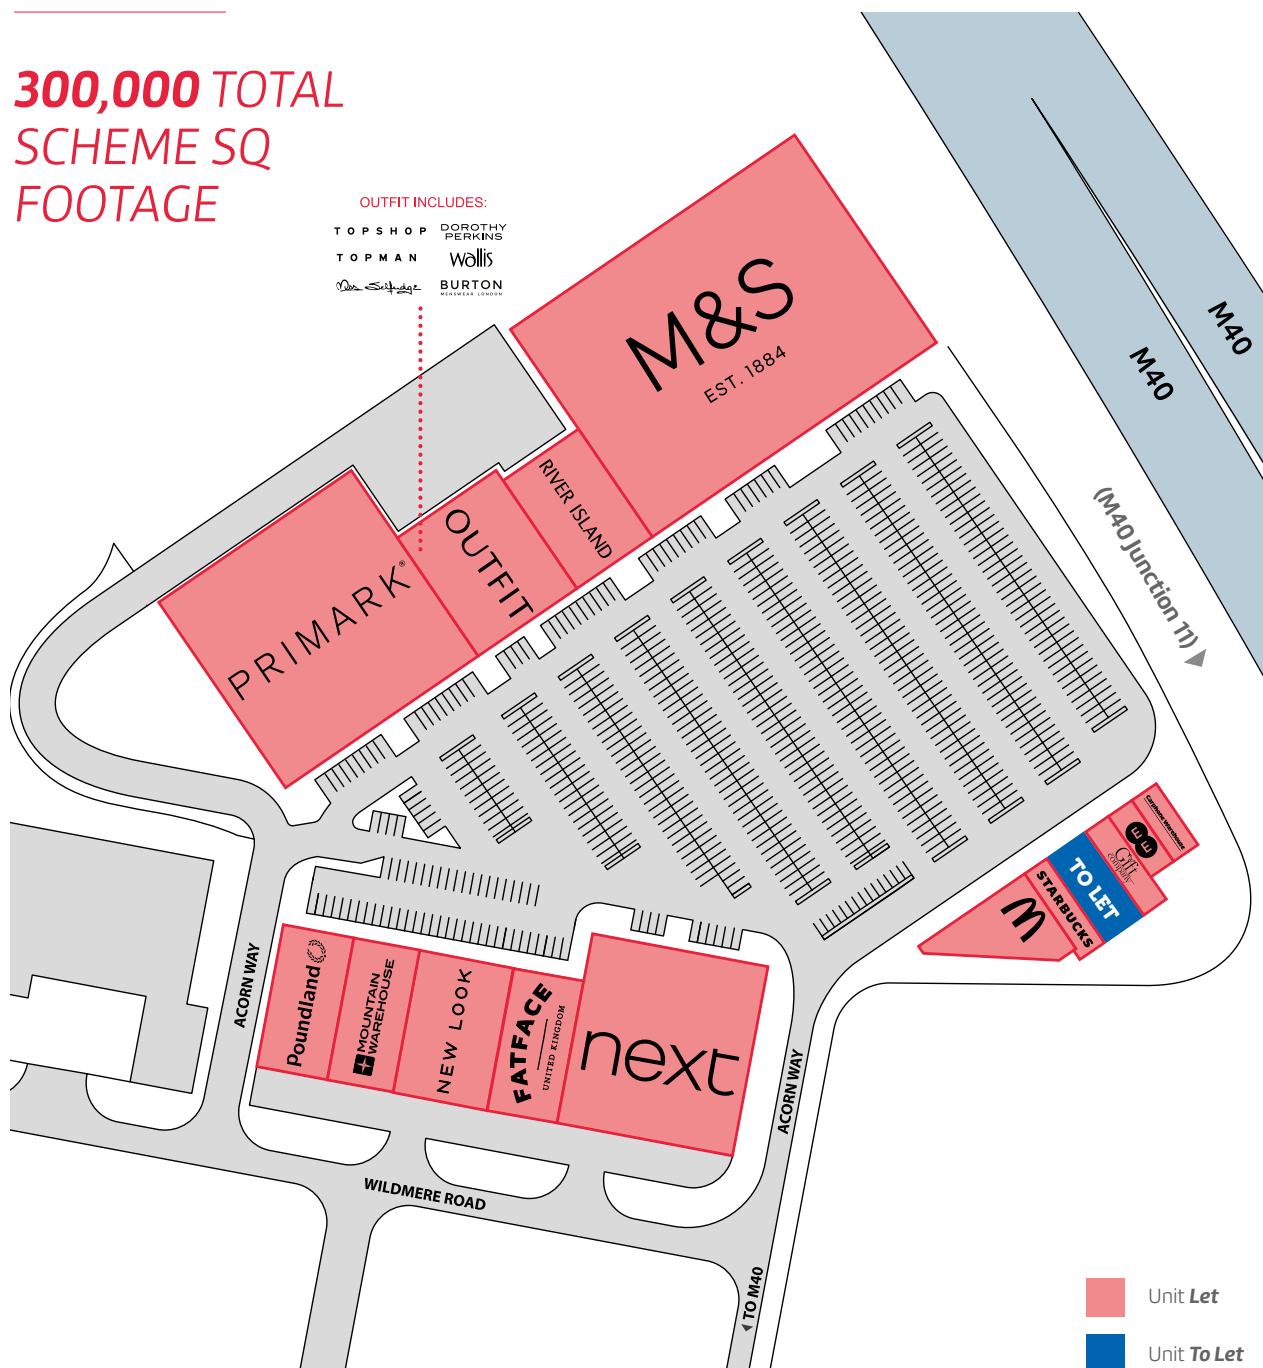 300,000 TOTAL
SCHEME SQ
FOOTAGE
OUTFIT INCLUDES:
TOPSHOP
DOROTHY
PERKINS
TOPMAN
wallis
Miss Selfridge
BURTON
MENSWEAR LONDON
M&S
EST. 1884
RIVER ISLAND
OUTFIT
PRIMARK®
M40
M40
(M40 Junction 11)
Carphone Warehouse
EE
Gift
company
TO LET
STARBUCKS
M
Poundland
MOUNTAIN
WAREHOUSE
NEW LOOK
FATFACE
UNITED KINGDOM
next
ACORN WAY
ACORN WAY
WILDMERE ROAD
TO M40
Unit Let
Unit To Let